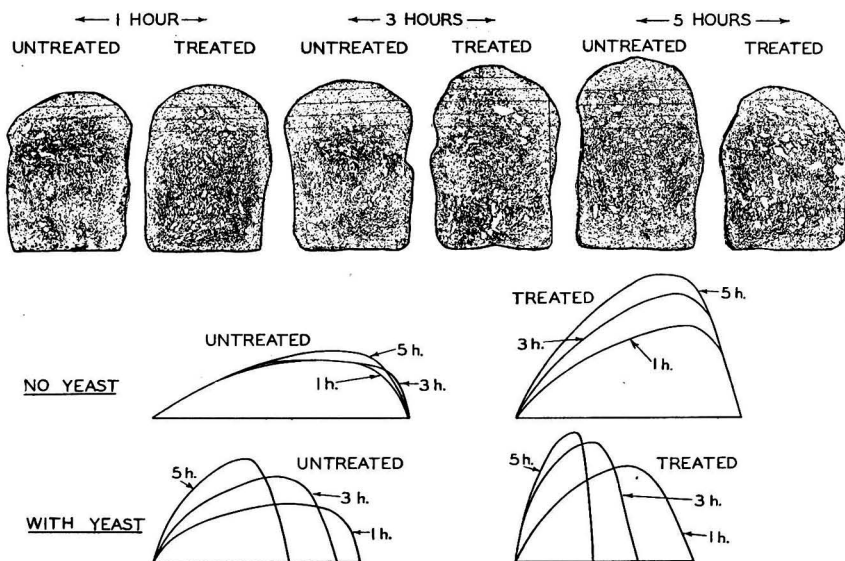 1 HOUR 3 HOURS 5 HOURS
UNTREATED TREATED UNTREATED TREATED UNTREATED TREATED
TREATED
5 h.
UNTREATED
3 h.
5 h.
1 h.
NO YEAST
1 h.
3 h.
5 h.
UNTREATED
5 h.
TREATED
3 h.
3 h.
WITH YEAST
1 h.
1 h.